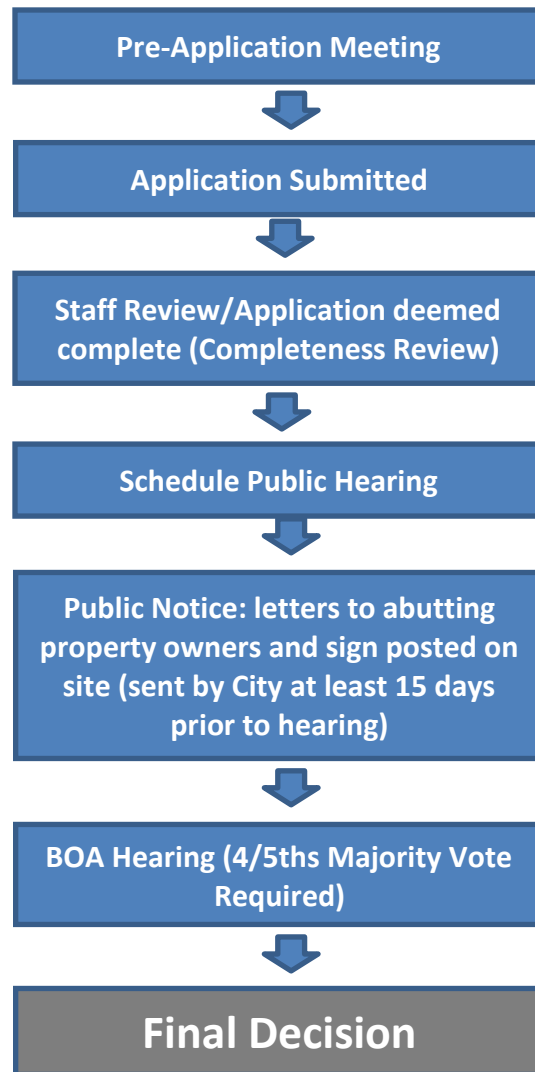 Pre-Application Meeting
Application Submitted
Staff Review/Application deemed
complete (Completeness Review)
Schedule Public Hearing
Public Notice: letters to abutting
property owners and sign posted on
site (sent by City at least 15 days
prior to hearing)
BOA Hearing (4/5ths Majority Vote
Required)
Final Decision